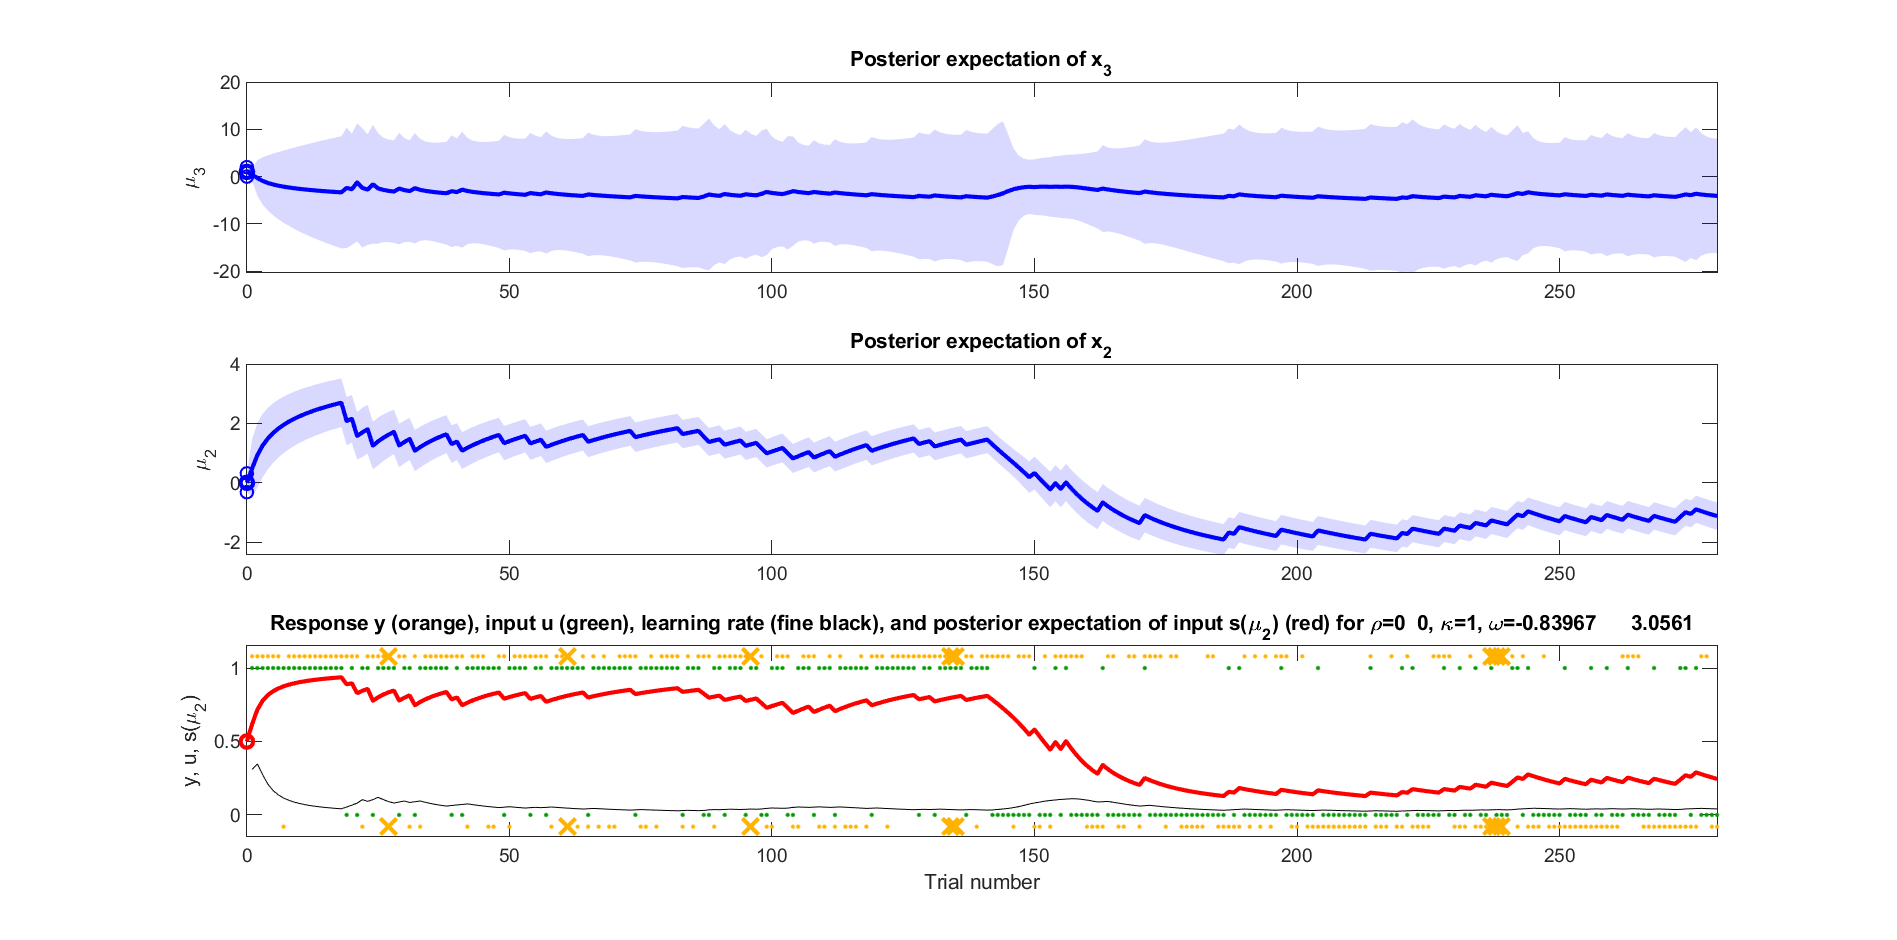 Posterior expectation of x3
20
10
0
-10
-20
μ3
0 50 100 150 200 250
Posterior expectation of x2
4
2
0
-2
μ2
0 50 100 150 200 250
Response y (orange), input u (green), learning rate (fine black), and posterior expectation of input s(μ2) (red) for ρ=0 0, κ=1, ω=-0.83967 3.0561
1
0.5
0
y, u, s(μ2)
0 50 100 150 200 250
Trial number